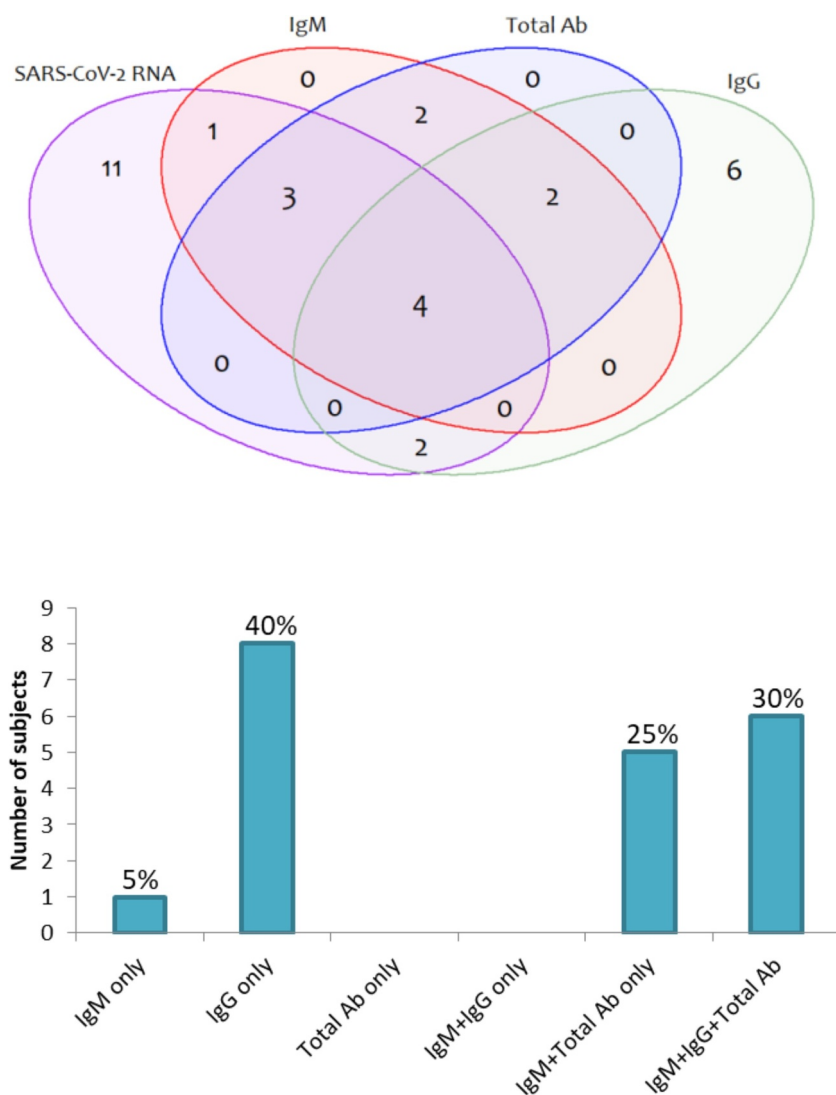 IgM
Total Ab
SARS-CoV-2 RNA
IgG
0
0
1
2
0
11
6
3
2
4
0
0
0
0
2
Number of subjects
9
8
7
6
5
4
3
2
1
0
5%
40%
25%
30%
IgM only
IgG only
Total Ab only
IgM+IgG only
IgM+Total Ab only
IgM+IgG+Total Ab